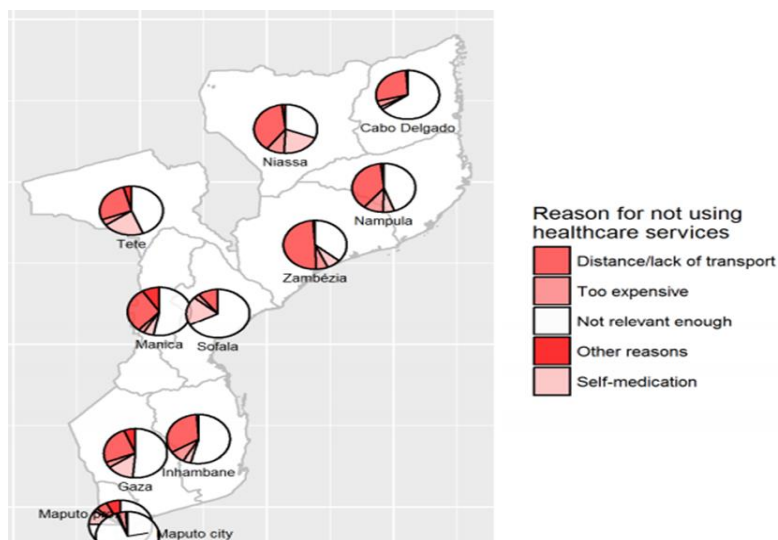 Cabo Delgado
Niassa
Nampula
Tete
Zambézia
Manica
Sofala
Inhambane
Gaza
Maputo
Maputo city
Reason for not using
healthcare services
Distance/lack of transport
Too expensive
Not relevant enough
Other reasons
Self-medication